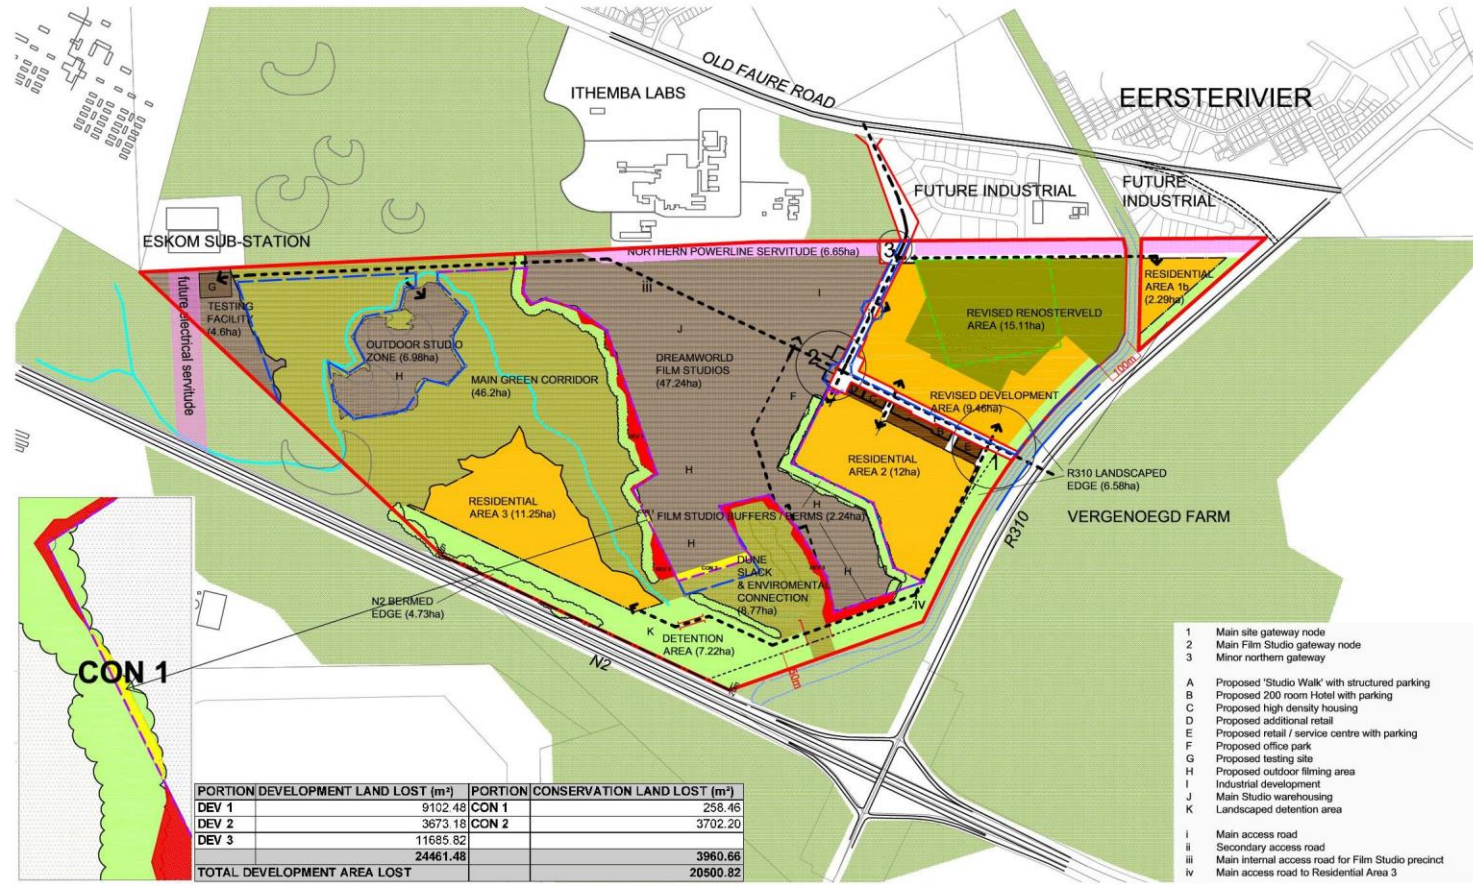 OLD FAURE ROAD
ITHEMBA LABS
EERSTERIVIER
FUTURE INDUSTRIAL
FUTURE
INDUSTRIAL
ESKOM SUB-STATION
3
NORTHERN POWERLINE SERVITUDE (6.65ha)
iii
I
G
TESTING
FACILITY
(4.6ha)
future electrical servitude
OUTDOOR STUDIO
ZONE (6.98ha)
H
MAIN GREEN CORRIDOR
(46.2ha)
J
DREAMWORLD
FILM STUDIOS
(47.24ha)
2
F
RESIDENTIAL
AREA 1b
(2.29ha)
REVISED RENOSTERVELD
AREA (15.11ha)
100m
REVISED DEVELOPMENT
AREA (9.46ha)
C
B
E
1
RESIDENTIAL
AREA 2 (12ha)
R310 LANDSCAPED
EDGE (6.58ha)
VERGENOEGD FARM
R310
RESIDENTIAL
AREA 3 (11.25ha)
DEV 1
H
CON 1
FILM STUDIO BUFFERS / BERMS (2.24ha)
H
H
H
DEV 2
CON 2
DEV 3
DUNE
SLACK
& ENVIROMENTAL
CONNECTION
(8.77ha)
iv
N2 BERMED
EDGE (4.73ha)
K
DETENTION
AREA (7.22ha)
50m
N2
CON 1
PORTION DEVELOPMENT LAND LOST (m²) PORTION CONSERVATION LAND LOST (m²)
DEV 1 9102.48 CON 1 258.46
DEV 2 3673.18 CON 2 3702.20
DEV 3 11685.82
24461.48 3960.66
TOTAL DEVELOPMENT AREA LOST 20500.82
1 Main site gateway node
2 Main Film Studio gateway node
3 Minor northern gateway
A Proposed 'Studio Walk' with structured parking
B Proposed 200 room Hotel with parking
C Proposed high density housing
D Proposed additional retail
E Proposed retail / service centre with parking
F Proposed office park
G Proposed testing site
H Proposed outdoor filming area
I Industrial development
J Main Studio warehousing
K Landscaped detention area
i Main access road
ii Secondary access road
iii Main internal access road for Film Studio precinct
iv Main access road to Residential Area 3